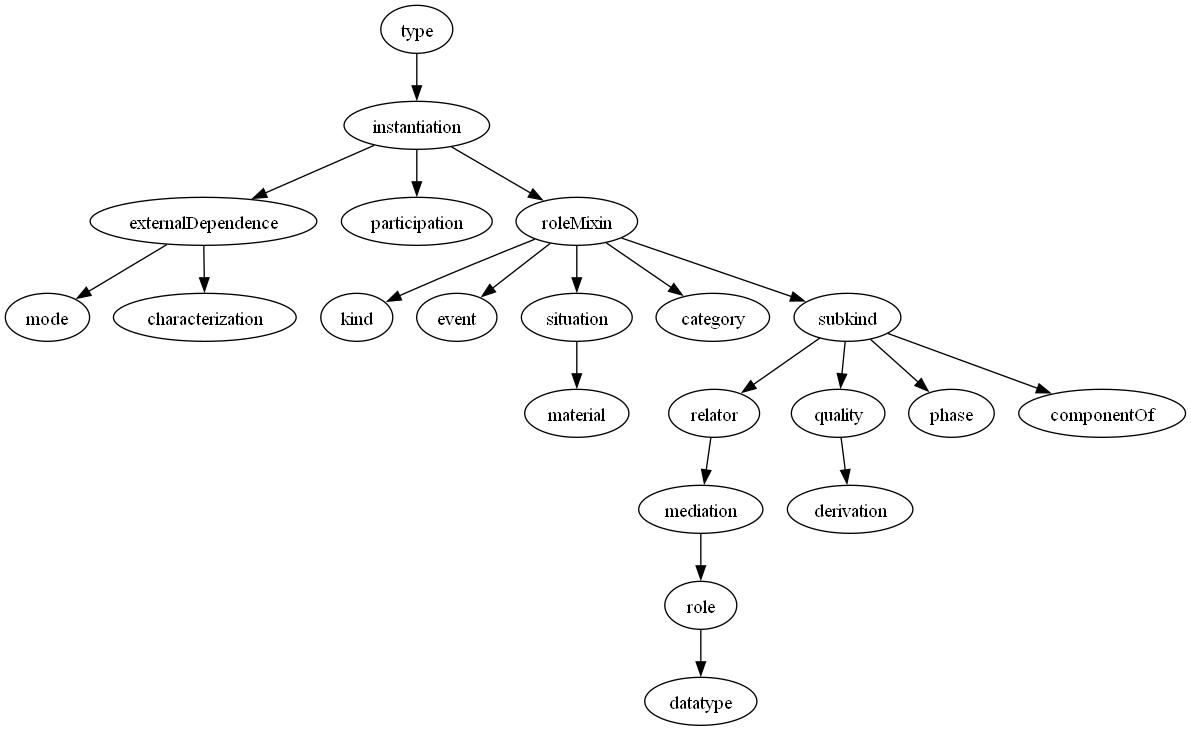 type
instantiation
externalDependence
participation
roleMixin
mode
characterization
kind
event
situation
category
subkind
material
relator
quality
phase
componentOf
mediation
derivation
role
datatype